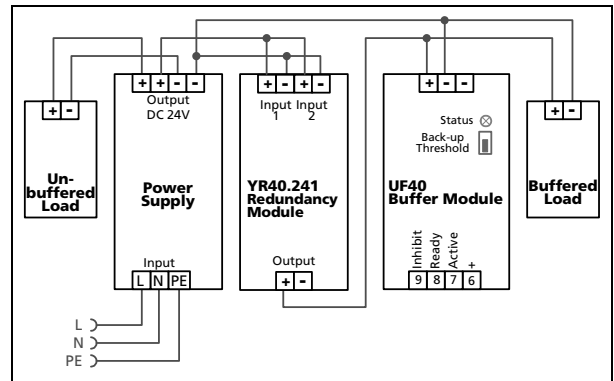 + -
Un-
buffered
Load
+ + - -
Output
DC 24V
Power
Supply
Input
L N PE
L
N
PE
+ - + -
Input Input
1 2
YR40.241
Redundancy
Module
Output
+ -
+ - -
Status
Back-up
Threshold
UF40
Buffer Module
Inhibit
Ready
Active
+
9 8 7 6
+ -
Buffered
Load